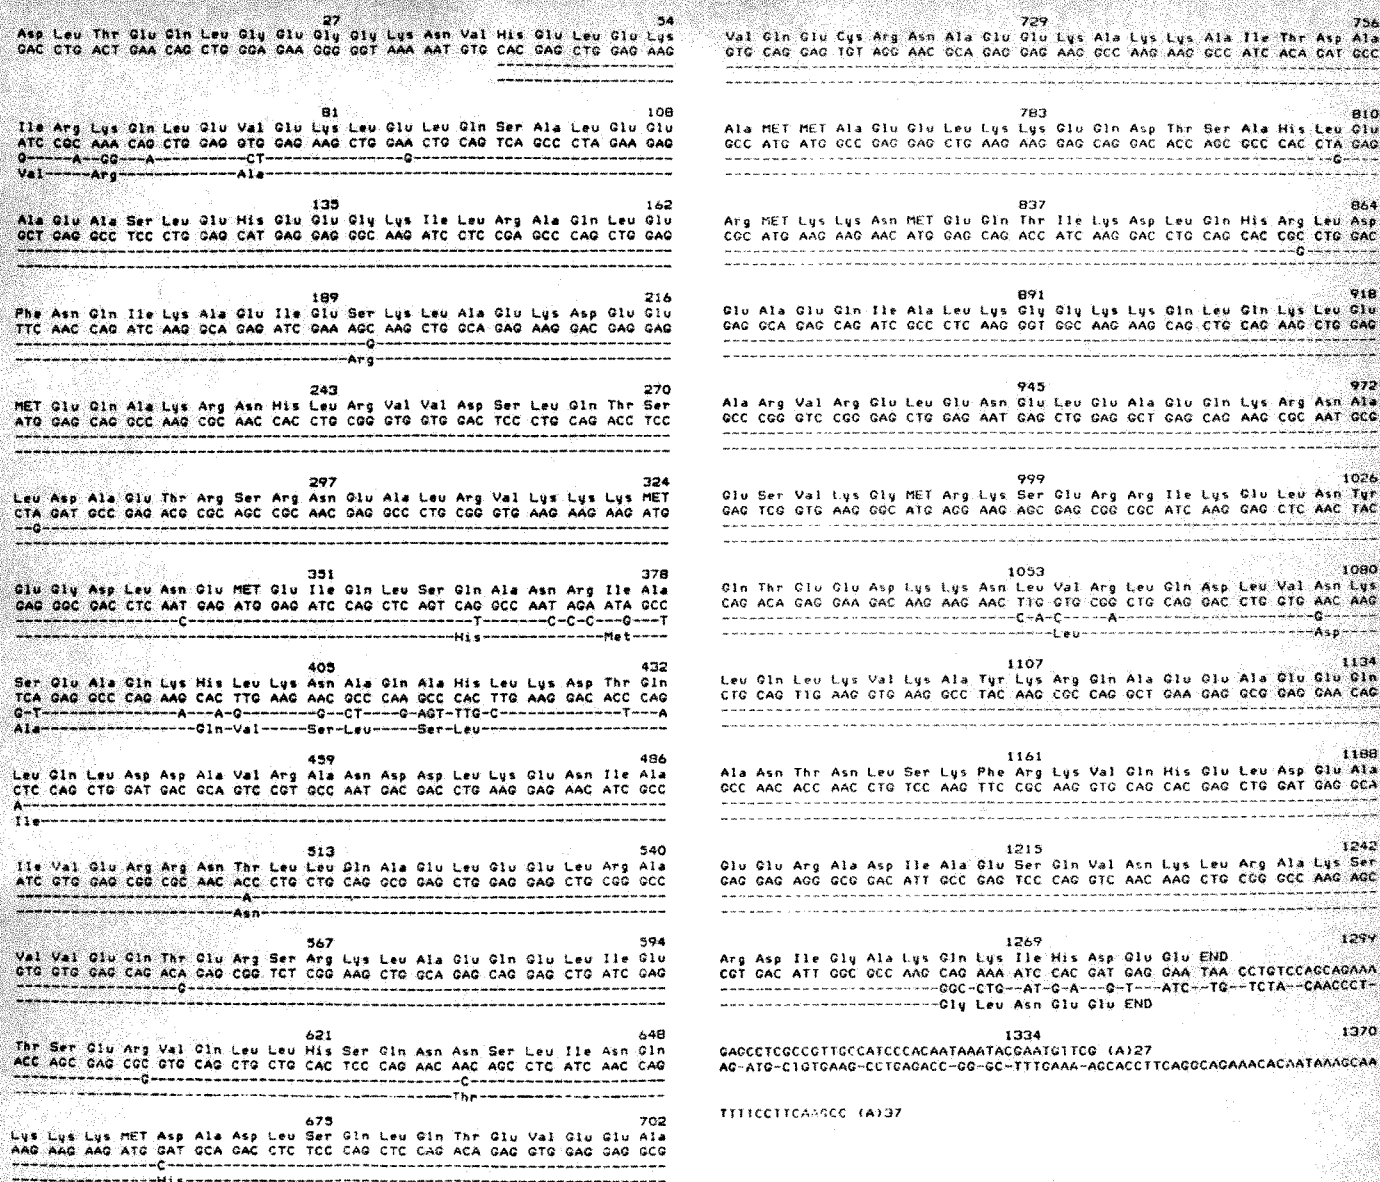 27 54
Asp Leu Thr Glu Gln Leu Gly Glu Gly Gly Lys Asn Val His Glu Leu Glu Lys
GAC CTG ACT GAA CAG CTG GGA GAA GGG GGT AAA AAT GTG CAC GAG CTG GAG AAG
81 108
Ile Arg Lys Gln Leu Glu Val Glu Lys Leu Glu Leu Gln Ser Ala Leu Glu Glu
ATC CGC AAA CAG CTG GAG GTG GAG AAG CTG GAA CTG CAG TCA GCC CTA GAA GAG
G-----A--GG---A----------CT--------------G
Val------Arg--------------Ala
135 162
Ala Glu Ala Ser Leu Glu His Glu Glu Gly Lys Ile Leu Arg Ala Gln Leu Glu
GCT GAG GCC TCC CTG GAG CAT GAG GAG GGC AAG ATC CTC CGA GCC CAG CTG GAG
189 216
Phe Asn Gln Ile Lys Ala Glu Ile Glu Ser Lys Leu Ala Glu Lys Asp Glu Glu
TTC AAC CAG ATC AAG GCA GAG ATC GAA AGC AAG CTG GCA GAG AAG GAC GAG GAG
G
Arg
243 270
MET Glu Gln Ala Lys Arg Asn His Leu Arg Val Val Asp Ser Leu Gln Thr Ser
ATG GAG CAG GCC AAG CGC AAC CAC CTG CGG GTG GTG GAC TCC CTG CAG ACC TCC
297 324
Leu Asp Ala Glu Thr Arg Ser Arg Asn Glu Ala Leu Arg Val Lys Lys Lys MET
CTA GAT GCC GAG ACG CGC AGC CGC AAC GAG GCC CTG CGG GTG AAG AAG AAG ATG
--G
351 378
Glu Gly Asp Leu Asn Glu MET Glu Ile Gln Leu Ser Gln Ala Asn Arg Ile Ala
GAG GGC GAC CTC AAT GAG ATG GAG ATC CAG CTC AGT CAG GCC AAT AGA ATA GCC
C--------------------------------T-------C-C-C---G---T
His--------------Met
405 432
Ser Glu Ala Gln Lys His Leu Lys Asn Ala Gln Ala His Leu Lys Asp Thr Gln
TCA GAG GCC CAG AAG CAC TTG AAG AAC GCC CAA GCC CAC TTG AAG GAC ACC CAG
G-T---------------A---A-G--------G--CT----G-AGT-TTG-C--------------T---A
Ala------------------Gln-Val------Ser-Leu-----Ser-Leu
459 486
Leu Gln Leu Asp Asp Ala Val Arg Ala Asn Asp Asp Leu Lys Glu Asn Ile Ala
CTC CAG CTG GAT GAC GCA GTC CGT GCC AAT GAC GAC CTG AAG GAG AAC ATC GCC
A
Ile
513 540
Ile Val Glu Arg Arg Asn Thr Leu Leu Gln Ala Glu Leu Glu Glu Leu Arg Ala
ATC GTG GAG CGG CGC AAC ACC CTG CTG CAG GCG GAG CTG GAG GAG CTG CGG GCC
A
Asn
567 594
Val Val Glu Gln Thr Glu Arg Ser Arg Lys Leu Ala Glu Gln Glu Leu Ile Glu
GTG GTG GAG CAG ACA GAG CGG TCT CGG AAG CTG GCA GAG CAG GAG CTG ATC GAG
G
621 648
Thr Ser Glu Arg Val Gln Leu Leu His Ser Gln Asn Asn Ser Leu Ile Asn Gln
ACC AGC GAG CGC GTG CAG CTG CTG CAC TCC CAG AAC AAC AGC CTC ATC AAC CAG
G-----------------------------------C
Thr
675 702
Lys Lys Lys MET Asp Ala Asp Leu Ser Gln Leu Gln Thr Glu Val Glu Glu Ala
AAG AAG AAG ATG GAT GCA GAC CTC TCC CAG CTC CAG ACA GAG GTG GAG GAG GCG
C
His
729 756
Val Gln Glu Cys Arg Asn Ala Glu Glu Lys Ala Lys Lys Ala Ile Thr Asp Ala
GTG CAG GAG TGT AGG AAC GCA GAG GAG AAG GCC AAG AAG GCC ATC ACA GAT GCC
783 810
Ala MET MET Ala Glu Glu Leu Lys Lys Glu Gln Asp Thr Ser Ala His Leu Glu
GCC ATG ATG GCC GAG GAG CTG AAG AAG GAG CAG GAC ACC AGC GCC CAC CTA GAG
G
837 864
Arg MET Lys Lys Asn MET Glu Gln Thr Ile Lys Asp Leu Gln His Arg Leu Asp
CGC ATG AAG AAG AAC ATG GAG CAG ACC ATC AAG GAC CTG CAG CAC CGC CTG GAC
G
891 918
Glu Ala Glu Gln Ile Ala Leu Lys Gly Gly Lys Lys Gln Leu Gln Lys Leu Glu
GAG GCA GAG CAG ATC GCC CTC AAG GGT GGC AAG AAG CAG CTG CAG AAG CTG GAG
945 972
Ala Arg Val Arg Glu Leu Glu Asn Glu Leu Glu Ala Glu Gln Lys Arg Asn Ala
GCC CGG GTC CGG GAG CTG GAG AAT GAG CTG GAG GCT GAG CAG AAG CGC AAT GCG
999 1026
Glu Ser Val Lys Gly MET Arg Lys Ser Glu Arg Arg Ile Lys Glu Leu Asn Tyr
GAG TCG GTG AAG GGC ATG AGG AAG AGC GAG CGG CGC ATC AAG GAG CTC AAC TAC
1053 1080
Gln Thr Glu Glu Asp Lys Lys Asn Leu Val Arg Leu Gln Asp Leu Val Asn Lys
CAG ACA GAG GAA GAC AAG AAG AAC TTG GTG CGG CTG CAG GAC CTG GTG AAC AAG
C-A-C-----A----------------------G
Leu---------------------------Asp
1107 1134
Leu Gln Leu Lys Val Lys Ala Tyr Lys Arg Gln Ala Glu Glu Ala Glu Glu Gln
CTG CAG TTG AAG GTG AAG GCC TAC AAG CGC CAG GCT GAA GAG GCG GAG GAA CAG
1161 1188
Ala Asn Thr Asn Leu Ser Lys Phe Arg Lys Val Gln His Glu Leu Asp Glu Ala
GCC AAC ACC AAC CTG TCC AAG TTC CGC AAG GTG CAG CAC GAG CTG GAT GAG GCA
1215 1242
Glu Glu Arg Ala Asp Ile Ala Glu Ser Gln Val Asn Lys Leu Arg Ala Lys Ser
GAG GAG AGG GCG GAC ATT GCC GAG TCC CAG GTC AAC AAG CTG CGG GCC AAG AGC
1269 1299
Arg Asp Ile Gly Ala Lys Gln Lys Ile His Asp Glu Glu END
CGT GAC ATT GGC GCC AAG CAG AAA ATC CAC GAT GAG GAA TAA CCTGTCCAGCAGAAA
GGC-CTG--AT-G-A---G-T---ATC--TG--TCTA--CAACCCT-
Gly Leu Asn Glu Glu END
1334 1370
GAGCCTCGCCGTTGCCATCCCACAATAAATACGAATGTTCG (A)27
AG-ATG-CTGTGAAG-CCTGAGACC-GG-GC-TTTGAAA-AGCACCTTCAGGCAGAAACACAATAAAGCAA
TTTTCCTTCAAGCC (A)37